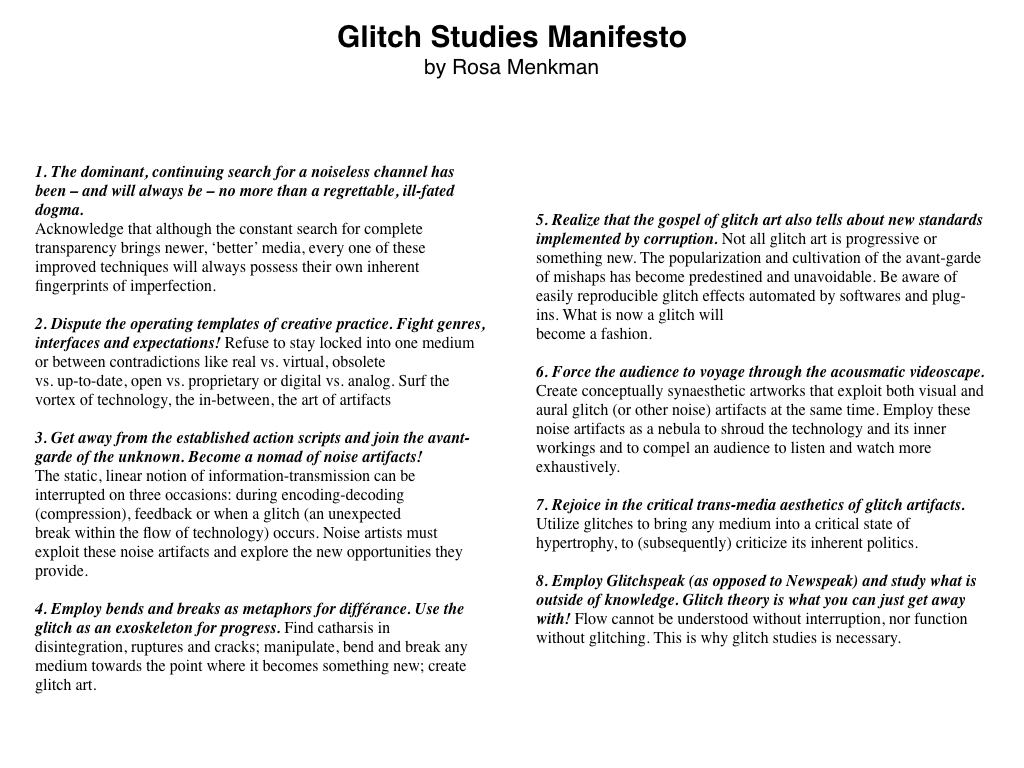 Glitch Studies Manifesto
by Rosa Menkman
1. The dominant, continuing search for a noiseless channel has
been – and will always be – no more than a regrettable, ill-fated
dogma.
Acknowledge that although the constant search for complete
transparency brings newer, ‘better’ media, every one of these
improved techniques will always possess their own inherent
fingerprints of imperfection.
2. Dispute the operating templates of creative practice. Fight genres,
interfaces and expectations! Refuse to stay locked into one medium
or between contradictions like real vs. virtual, obsolete
vs. up-to-date, open vs. proprietary or digital vs. analog. Surf the
vortex of technology, the in-between, the art of artifacts
3. Get away from the established action scripts and join the avant-
garde of the unknown. Become a nomad of noise artifacts!
The static, linear notion of information-transmission can be
interrupted on three occasions: during encoding-decoding
(compression), feedback or when a glitch (an unexpected
break within the flow of technology) occurs. Noise artists must
exploit these noise artifacts and explore the new opportunities they
provide.
4. Employ bends and breaks as metaphors for différance. Use the
glitch as an exoskeleton for progress. Find catharsis in
disintegration, ruptures and cracks; manipulate, bend and break any
medium towards the point where it becomes something new; create
glitch art.
5. Realize that the gospel of glitch art also tells about new standards
implemented by corruption. Not all glitch art is progressive or
something new. The popularization and cultivation of the avant-garde
of mishaps has become predestined and unavoidable. Be aware of
easily reproducible glitch effects automated by softwares and plug-
ins. What is now a glitch will
become a fashion.
6. Force the audience to voyage through the acousmatic videoscape.
Create conceptually synaesthetic artworks that exploit both visual and
aural glitch (or other noise) artifacts at the same time. Employ these
noise artifacts as a nebula to shroud the technology and its inner
workings and to compel an audience to listen and watch more
exhaustively.
7. Rejoice in the critical trans-media aesthetics of glitch artifacts.
Utilize glitches to bring any medium into a critical state of
hypertrophy, to (subsequently) criticize its inherent politics.
8. Employ Glitchspeak (as opposed to Newspeak) and study what is
outside of knowledge. Glitch theory is what you can just get away
with! Flow cannot be understood without interruption, nor function
without glitching. This is why glitch studies is necessary.